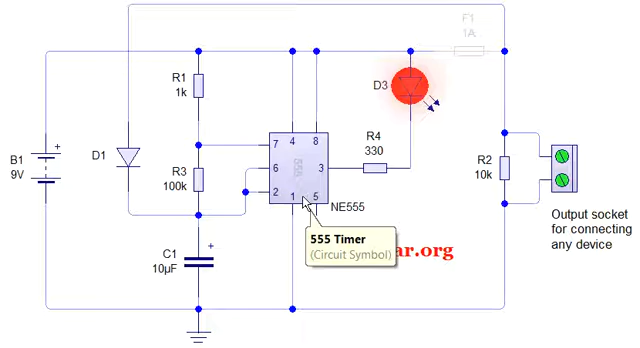 F1
1A
R1
1k
D3
4
8
7
R4
330
D1
B1
9V
+
R3
100k
6
555
3
R2
10k
2
1
5
NE555
C1
10µF
+
555 Timer
(Circuit Symbol)
ar.org
Output socket
for connecting
any device